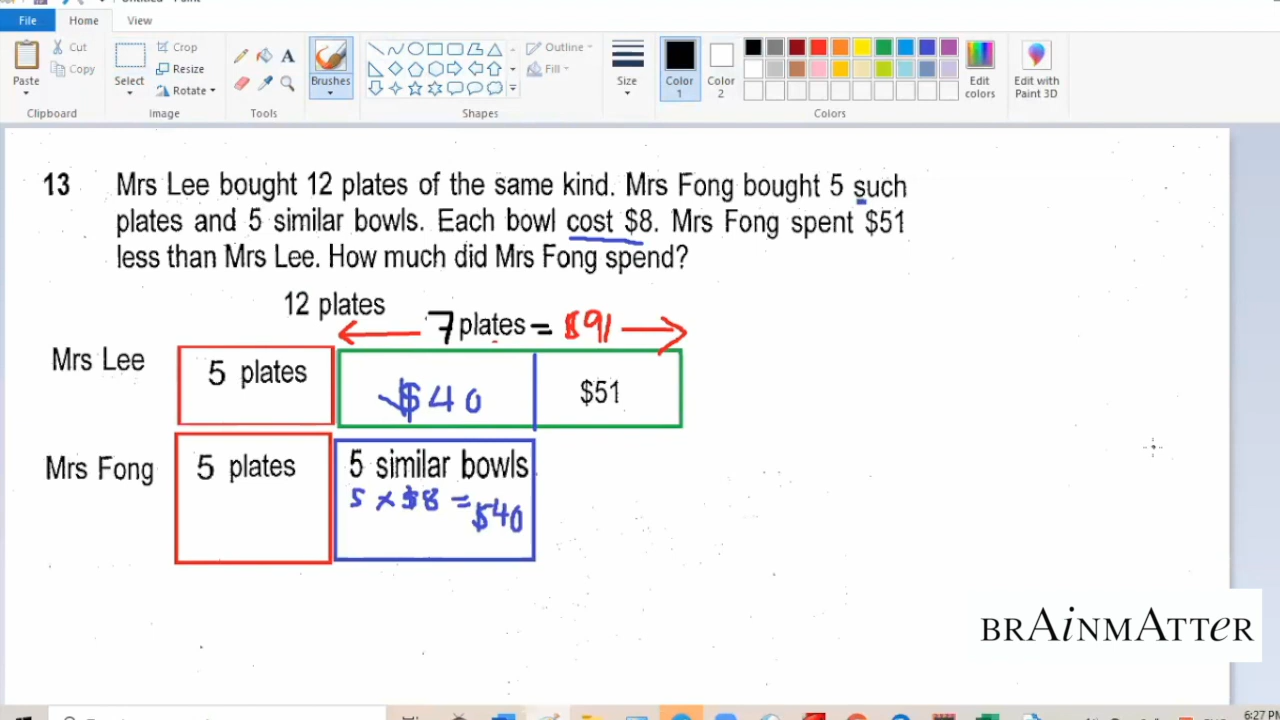 File Home View
Cut
Copy
Paste
Clipboard
Select
Crop
Resize
Rotate
Image
Tools
Brushes
Outline
Fill
Shapes
Size
Color 1
Color 2
Edit colors
Edit with Paint 3D
Colors
13 Mrs Lee bought 12 plates of the same kind. Mrs Fong bought 5 such
plates and 5 similar bowls. Each bowl cost $8. Mrs Fong spent $51
less than Mrs Lee. How much did Mrs Fong spend?
12 plates
7 plates = $91
Mrs Lee 5 plates $40 $51
Mrs Fong 5 plates 5 similar bowls
5 × $8 = $40
BRAiNMATTeR
6:27 PM